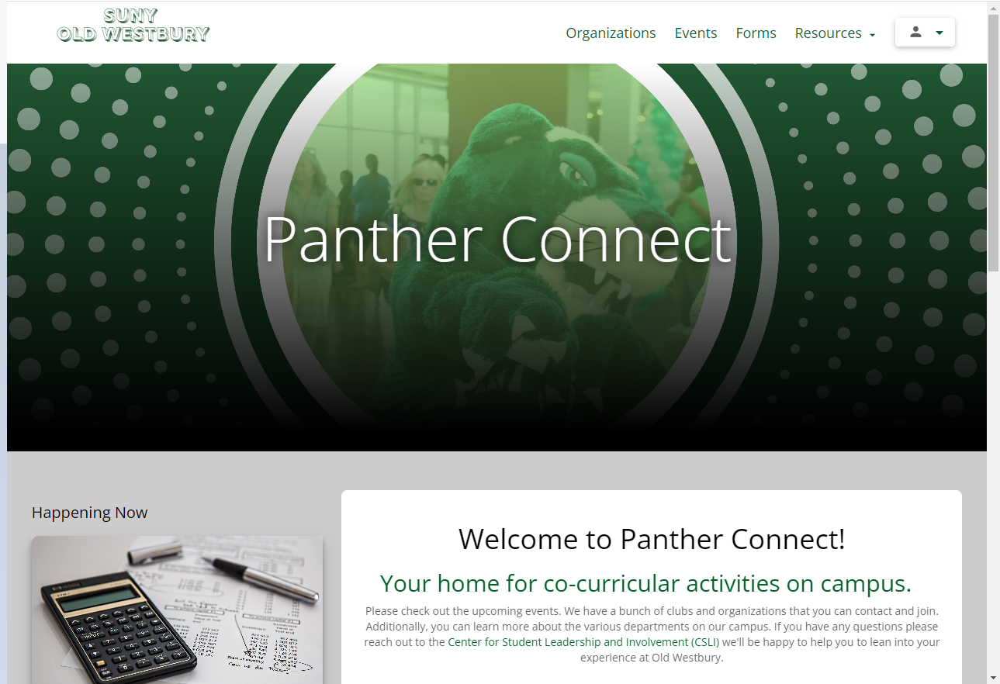 SUNY
OLD WESTBURY
Organizations Events Forms Resources
Panther Connect
Happening Now
Welcome to Panther Connect!
Your home for co-curricular activities on campus.
Please check out the upcoming events. We have a bunch of clubs and organizations that you can contact and join.
Additionally, you can learn more about the various departments on our campus. If you have any questions please
reach out to the Center for Student Leadership and Involvement (CSLI) we'll be happy to help you to lean into your
experience at Old Westbury.